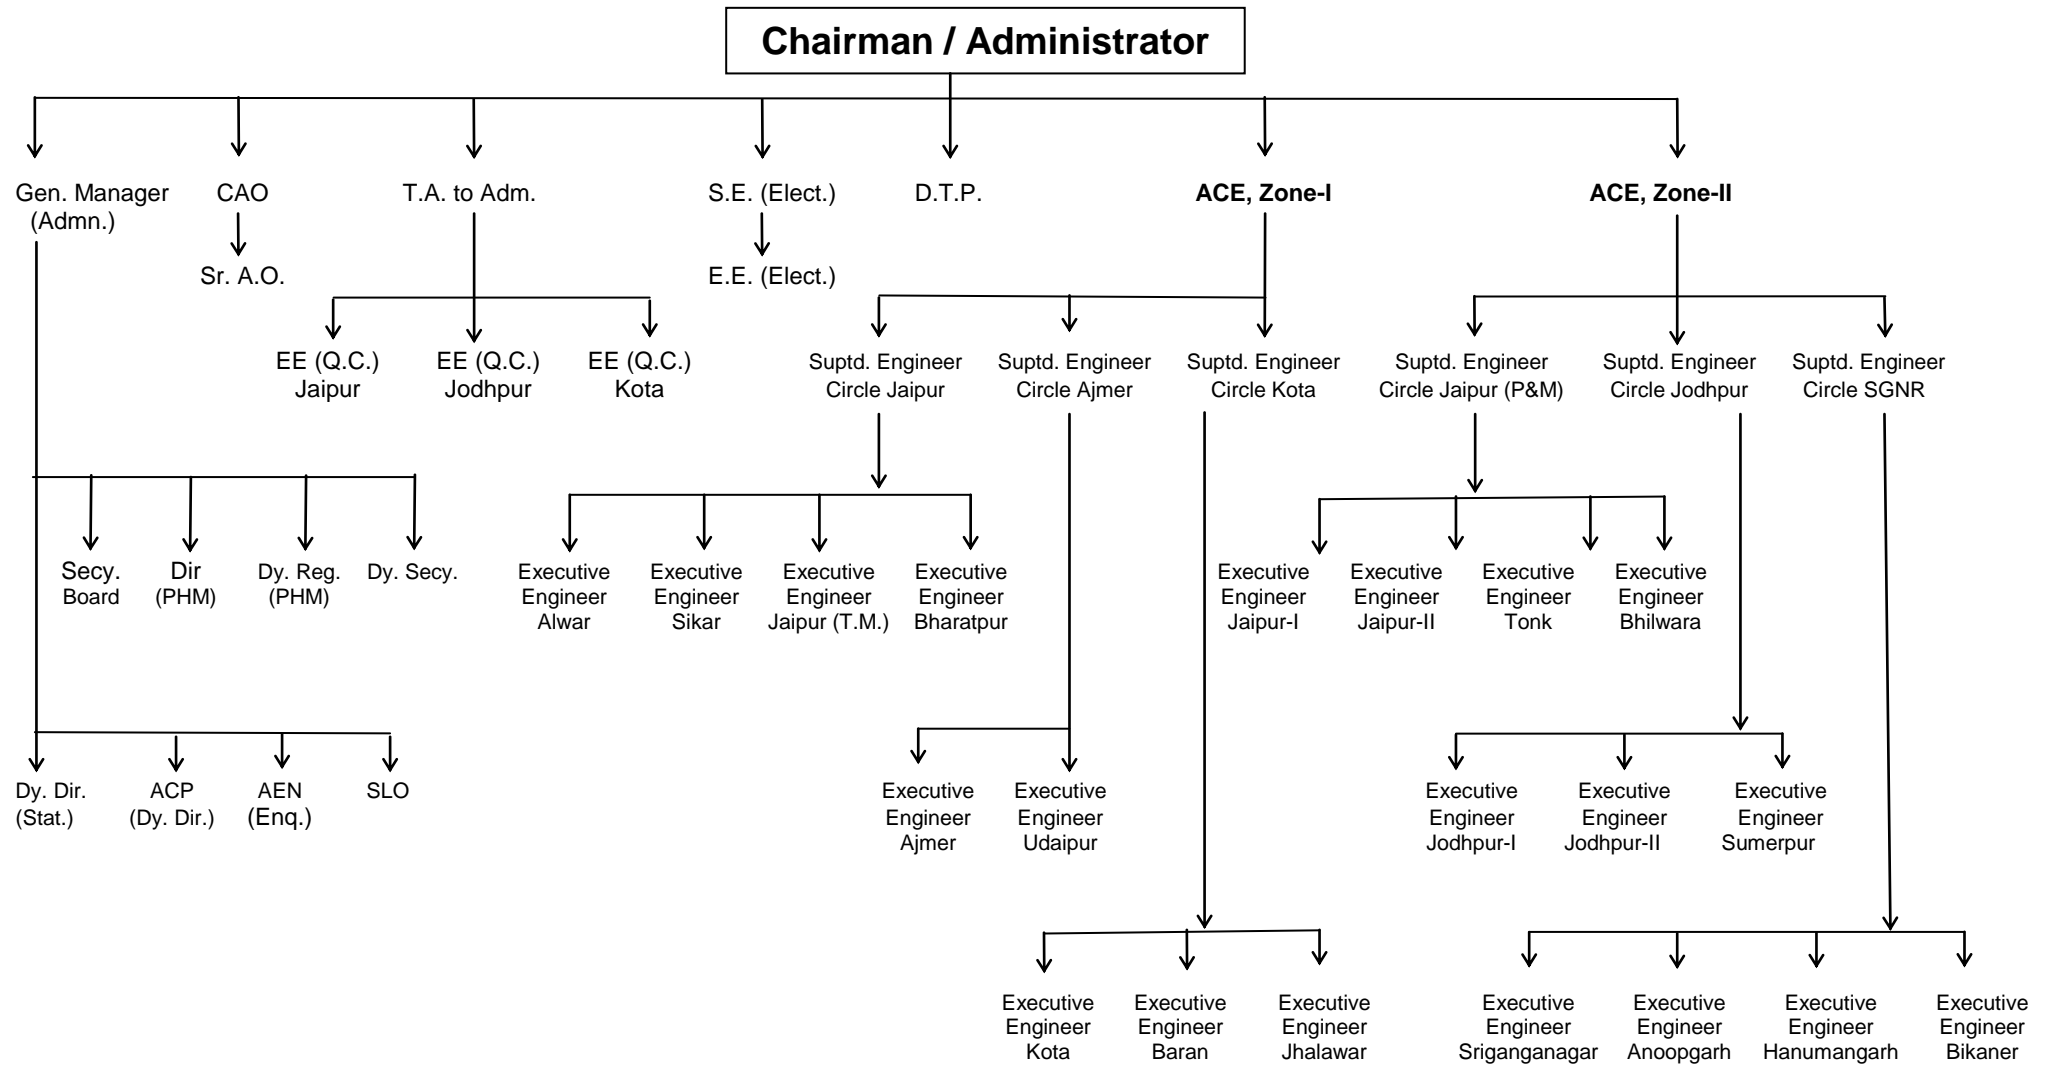 Chairman / Administrator
Gen. Manager
(Admn.)
CAO
T.A. to Adm.
S.E. (Elect.)
D.T.P.
ACE, Zone-I
ACE, Zone-II
Sr. A.O.
E.E. (Elect.)
EE (Q.C.)
Jaipur
EE (Q.C.)
Jodhpur
EE (Q.C.)
Kota
Suptd. Engineer
Circle Jaipur
Suptd. Engineer
Circle Ajmer
Suptd. Engineer
Circle Kota
Suptd. Engineer
Circle Jaipur (P&M)
Suptd. Engineer
Circle Jodhpur
Suptd. Engineer
Circle SGNR
Secy.
Board
Dir
(PHM)
Dy. Reg.
(PHM)
Dy. Secy.
Executive
Engineer
Alwar
Executive
Engineer
Sikar
Executive
Engineer
Jaipur (T.M.)
Executive
Engineer
Bharatpur
Executive
Engineer
Jaipur-I
Executive
Engineer
Jaipur-II
Executive
Engineer
Tonk
Executive
Engineer
Bhilwara
Dy. Dir.
(Stat.)
ACP
(Dy. Dir.)
AEN
(Enq.)
SLO
Executive
Engineer
Ajmer
Executive
Engineer
Udaipur
Executive
Engineer
Jodhpur-I
Executive
Engineer
Jodhpur-II
Executive
Engineer
Sumerpur
Executive
Engineer
Kota
Executive
Engineer
Baran
Executive
Engineer
Jhalawar
Executive
Engineer
Sriganganagar
Executive
Engineer
Anoopgarh
Executive
Engineer
Hanumangarh
Executive
Engineer
Bikaner